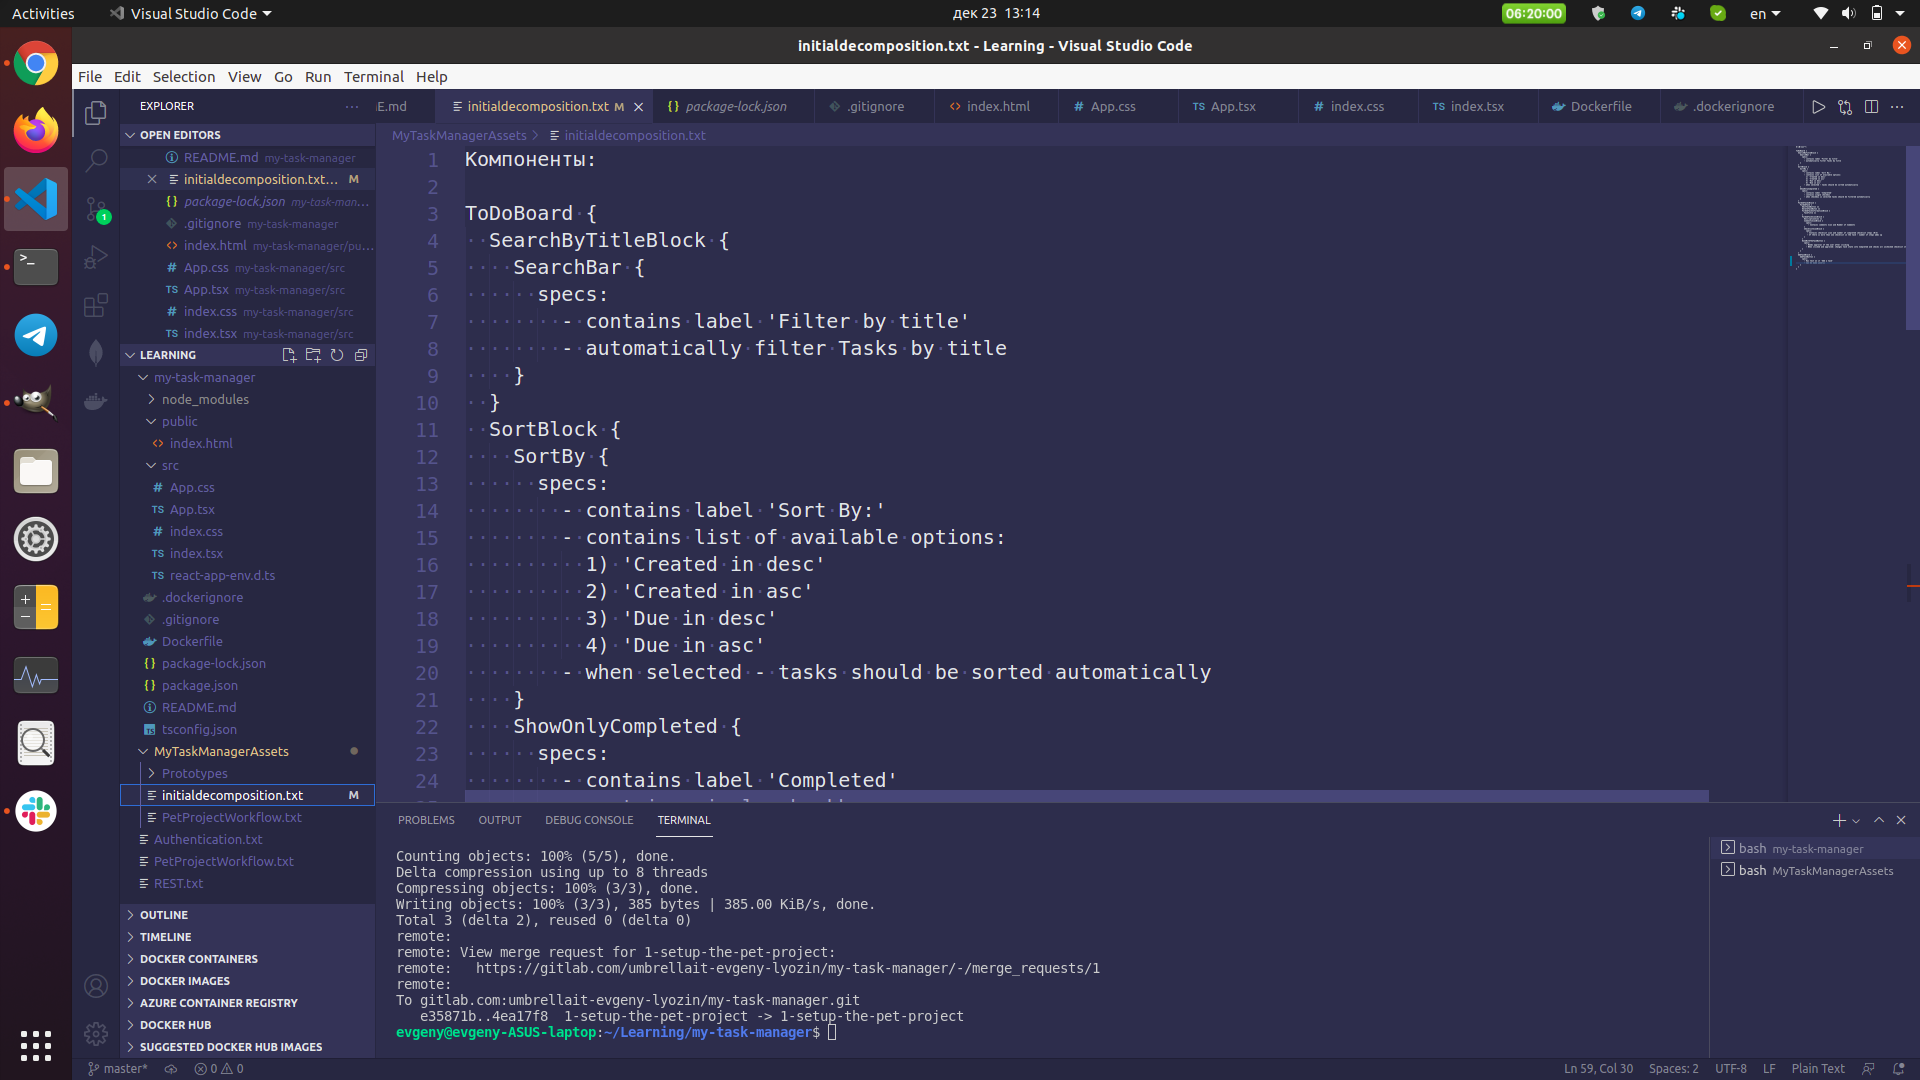 Activities
Visual Studio Code
дек 23 13:14
06:20:00
en
initialdecomposition.txt - Learning - Visual Studio Code
File Edit Selection View Go Run Terminal Help
EXPLORER
E.md
initialdecomposition.txt M
package-lock.json
.gitignore
index.html
App.css
App.tsx
index.css
index.tsx
Dockerfile
.dockerignore
OPEN EDITORS
README.md my-task-manager
initialdecomposition.txt... M
package-lock.json my-task-man...
.gitignore my-task-manager
index.html my-task-manager/pu...
App.css my-task-manager/src
App.tsx my-task-manager/src
index.css my-task-manager/src
index.tsx my-task-manager/src
LEARNING
my-task-manager
node_modules
public
index.html
src
App.css
App.tsx
index.css
index.tsx
react-app-env.d.ts
.dockerignore
.gitignore
Dockerfile
package-lock.json
package.json
README.md
tsconfig.json
MyTaskManagerAssets
Prototypes
initialdecomposition.txt M
PetProjectWorkflow.txt
Authentication.txt
PetProjectWorkflow.txt
REST.txt
OUTLINE
TIMELINE
DOCKER CONTAINERS
DOCKER IMAGES
AZURE CONTAINER REGISTRY
DOCKER HUB
SUGGESTED DOCKER HUB IMAGES
MyTaskManagerAssets > initialdecomposition.txt
1 Компоненты:
2
3 ToDoBoard {
4 SearchByTitleBlock {
5 SearchBar {
6 specs:
7 - contains label 'Filter by title'
8 - automatically filter Tasks by title
9 }
10 }
11 SortBlock {
12 SortBy {
13 specs:
14 - contains label 'Sort By:'
15 - contains list of available options:
16 1) 'Created in desc'
17 2) 'Created in asc'
18 3) 'Due in desc'
19 4) 'Due in asc'
20 - when selected - tasks should be sorted automatically
21 }
22 ShowOnlyCompleted {
23 specs:
24 - contains label 'Completed'
PROBLEMS OUTPUT DEBUG CONSOLE TERMINAL
Counting objects: 100% (5/5), done.
Delta compression using up to 8 threads
Compressing objects: 100% (3/3), done.
Writing objects: 100% (3/3), 385 bytes | 385.00 KiB/s, done.
Total 3 (delta 2), reused 0 (delta 0)
remote:
remote: View merge request for 1-setup-the-pet-project:
remote:   https://gitlab.com/umbrellait-evgeny-lyozin/my-task-manager/-/merge_requests/1
remote:
To gitlab.com:umbrellait-evgeny-lyozin/my-task-manager.git
   e35871b..4ea17f8  1-setup-the-pet-project -> 1-setup-the-pet-project
evgeny@evgeny-ASUS-laptop:~/Learning/my-task-manager$
bash my-task-manager
bash MyTaskManagerAssets
master*
0 0
Ln 59, Col 30
Spaces: 2
UTF-8
LF
Plain Text